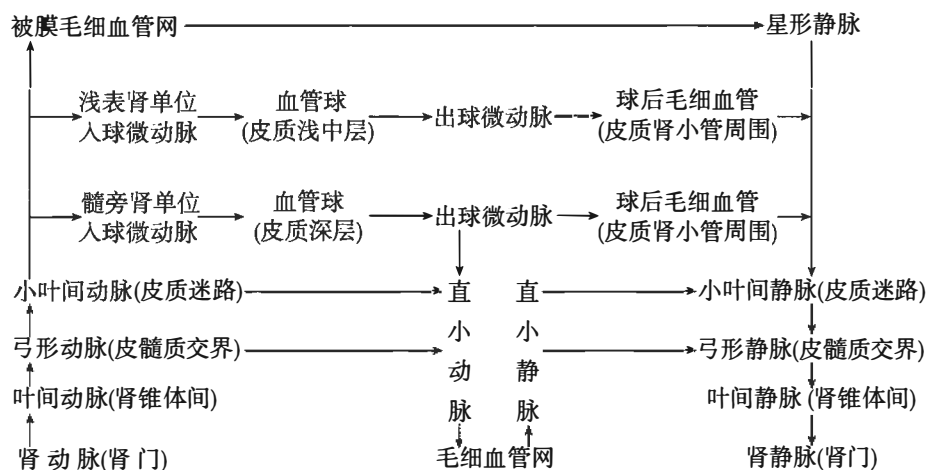 被膜毛细血管网 星形静脉
浅表肾单位 血管球 球后毛细血管
入球微动脉 (皮质浅中层) 出球微动脉 (皮质肾小管周围)
髓旁肾单位 血管球 球后毛细血管
入球微动脉 (皮质深层) 出球微动脉 (皮质肾小管周围)
小叶间动脉(皮质迷路) 直 直 小叶间静脉(皮质迷路)
小 小
弓形动脉(皮髓质交界) 动 静 弓形静脉(皮髓质交界)
叶间动脉(肾锥体间) 脉 脉 叶间静脉(肾锥体间)
肾动脉(肾门) 毛细血管网 肾静脉(肾门)